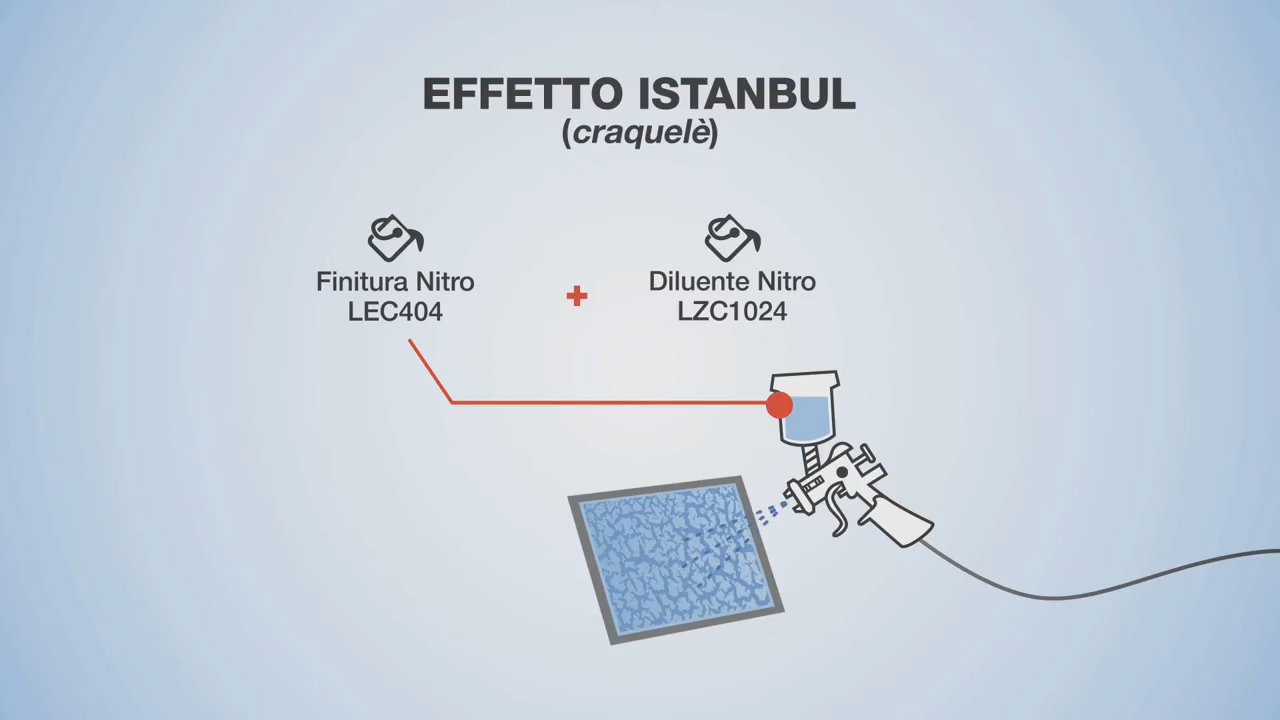 EFFETTO ISTANBUL
(craquelè)
Finitura Nitro
LEC404
+
Diluente Nitro
LZC1024